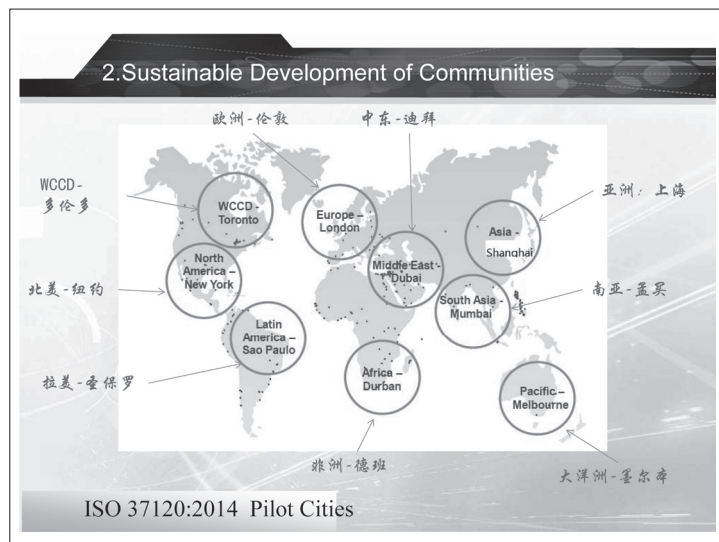 2.Sustainable Development of Communities
欧洲-伦敦
中东-迪拜
WCCD-
多伦多
亚洲：上海
WCCD -
Toronto
Europe –
London
Asia -
Shanghai
North
America –
New York
Middle East -
Dubai
北美-纽约
South Asia -
Mumbai
南亚-孟买
Latin
America –
Sao Paulo
拉美-圣保罗
Africa –
Durban
Pacific –
Melbourne
非洲-德班
大洋洲-墨尔本
ISO 37120:2014 Pilot Cities